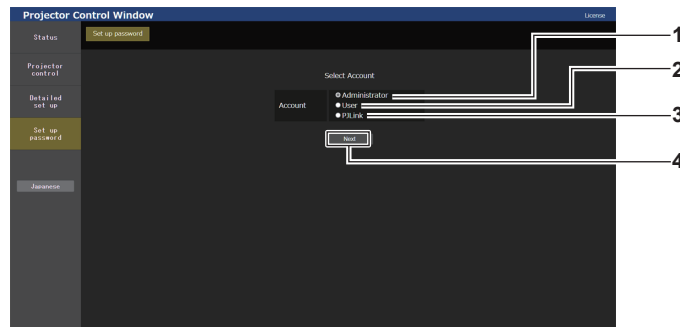 Projector Control Window
License
Status
Set up password
Projector
control
Detailed
set up
Set up
password
Japanese
Select Account
Account
Administrator
User
PJLink
Next
1
2
3
4